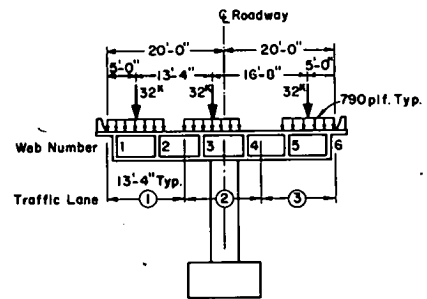 ℄ Roadway
20'-0" 20'-0"
5'-0" 13'-4" 16'-8" 5'-0"
32ᴷ 32ᴷ 32ᴷ
790 plf. Typ.
Web Number 1 2 3 4 5 6
13'-4" Typ.
Traffic Lane 1 2 3